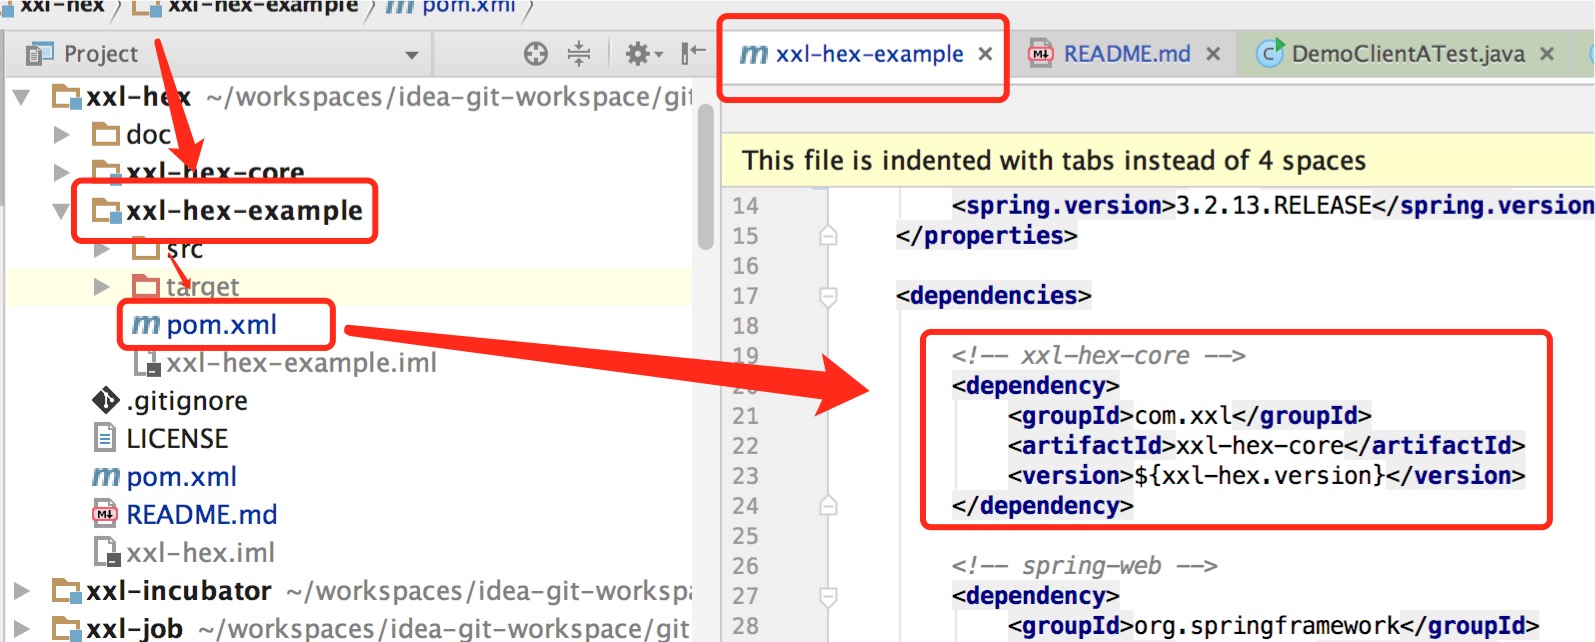 xxl-hex xxl-hex-example pom.xml
Project
xxl-hex ~/workspaces/idea-git-workspace/git
doc
xxl-hex-core
xxl-hex-example
src
target
pom.xml
xxl-hex-example.iml
.gitignore
LICENSE
pom.xml
README.md
xxl-hex.iml
xxl-incubator ~/workspaces/idea-git-worksp
xxl-job ~/workspaces/idea-git-workspace/git
xxl-hex-example README.md DemoClientATest.java
This file is indented with tabs instead of 4 spaces
14 <spring.version>3.2.13.RELEASE</spring.version
15 </properties>
16
17 <dependencies>
18
19 <!-- xxl-hex-core -->
20 <dependency>
21 <groupId>com.xxl</groupId>
22 <artifactId>xxl-hex-core</artifactId>
23 <version>${xxl-hex.version}</version>
24 </dependency>
25
26 <!-- spring-web -->
27 <dependency>
28 <groupId>org.springframework</groupId>